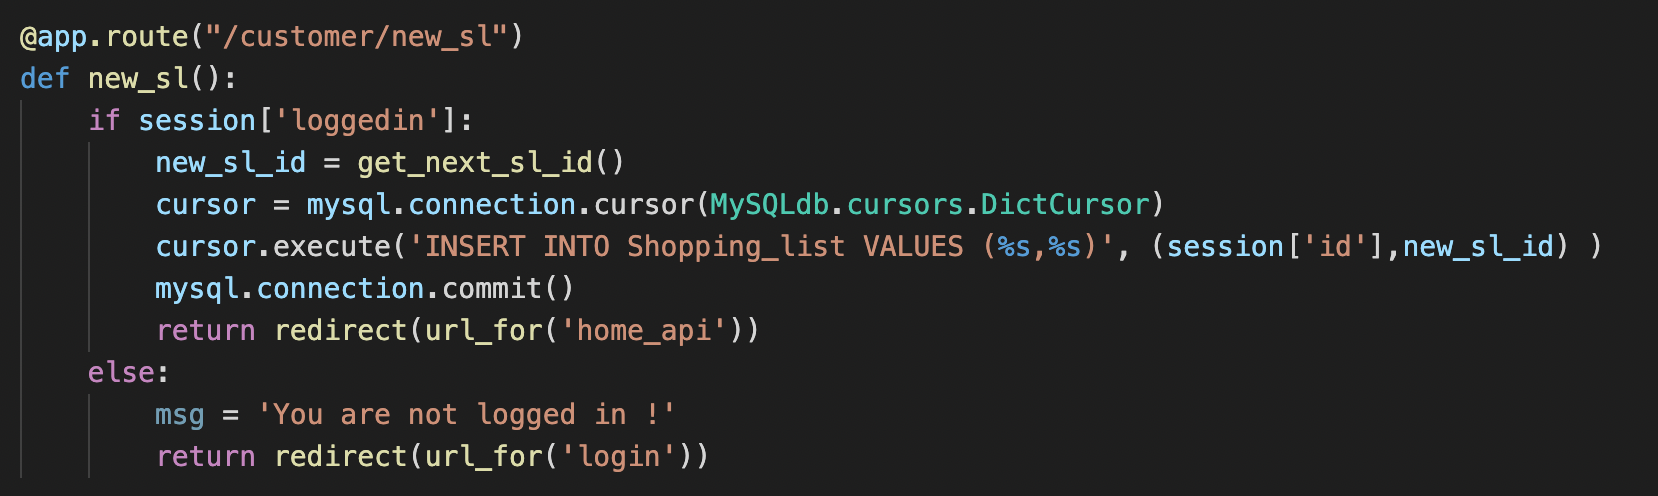 @app.route("/customer/new_sl")
def new_sl():
    if session['loggedin']:
        new_sl_id = get_next_sl_id()
        cursor = mysql.connection.cursor(MySQLdb.cursors.DictCursor)
        cursor.execute('INSERT INTO Shopping_list VALUES (%s,%s)', (session['id'],new_sl_id) )
        mysql.connection.commit()
        return redirect(url_for('home_api'))
    else:
        msg = 'You are not logged in !'
        return redirect(url_for('login'))